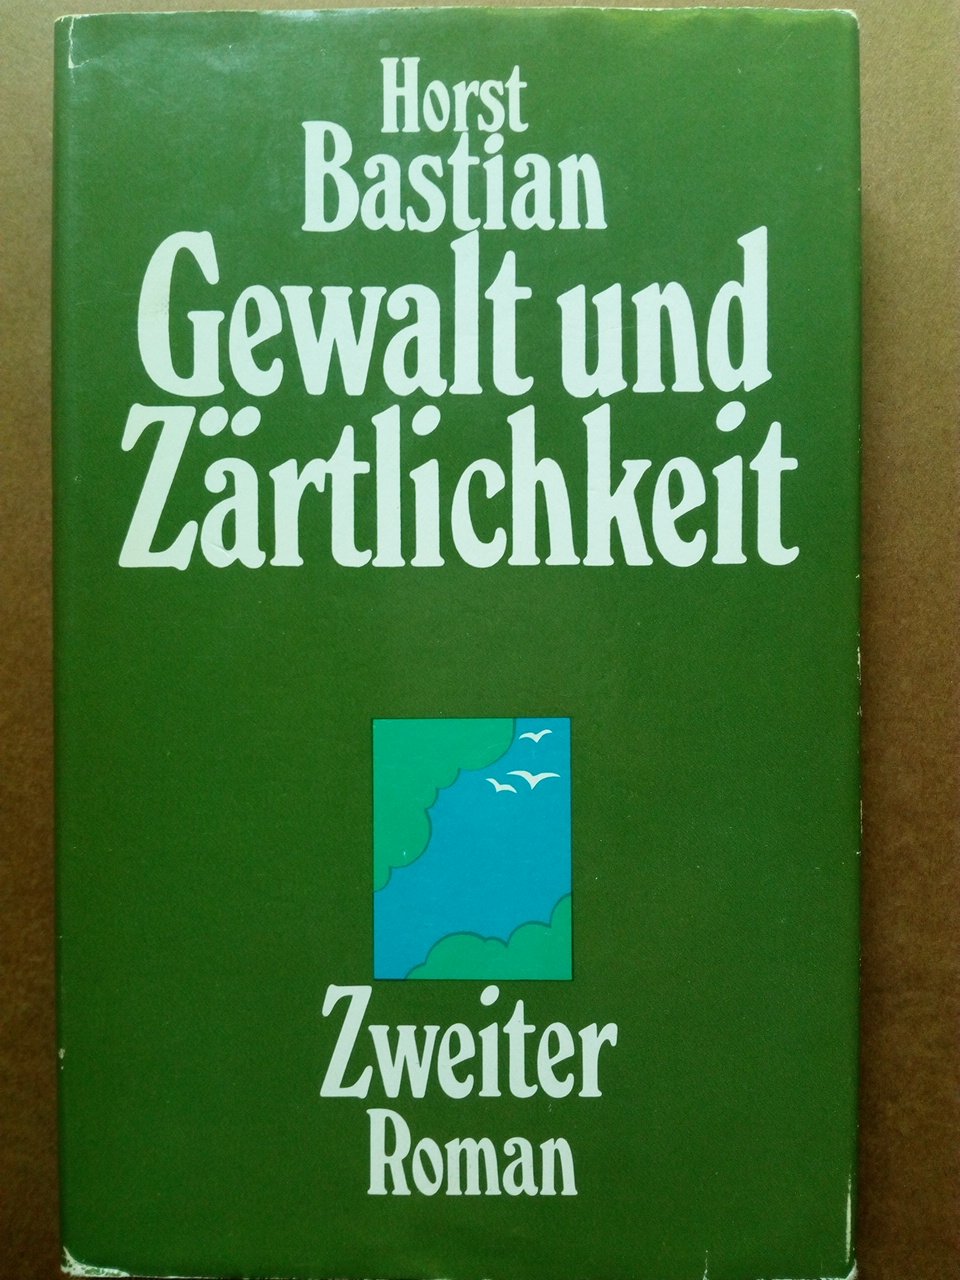 Horst
Bastian
Gewalt und
Zärtlichkeit
Zweiter
Roman